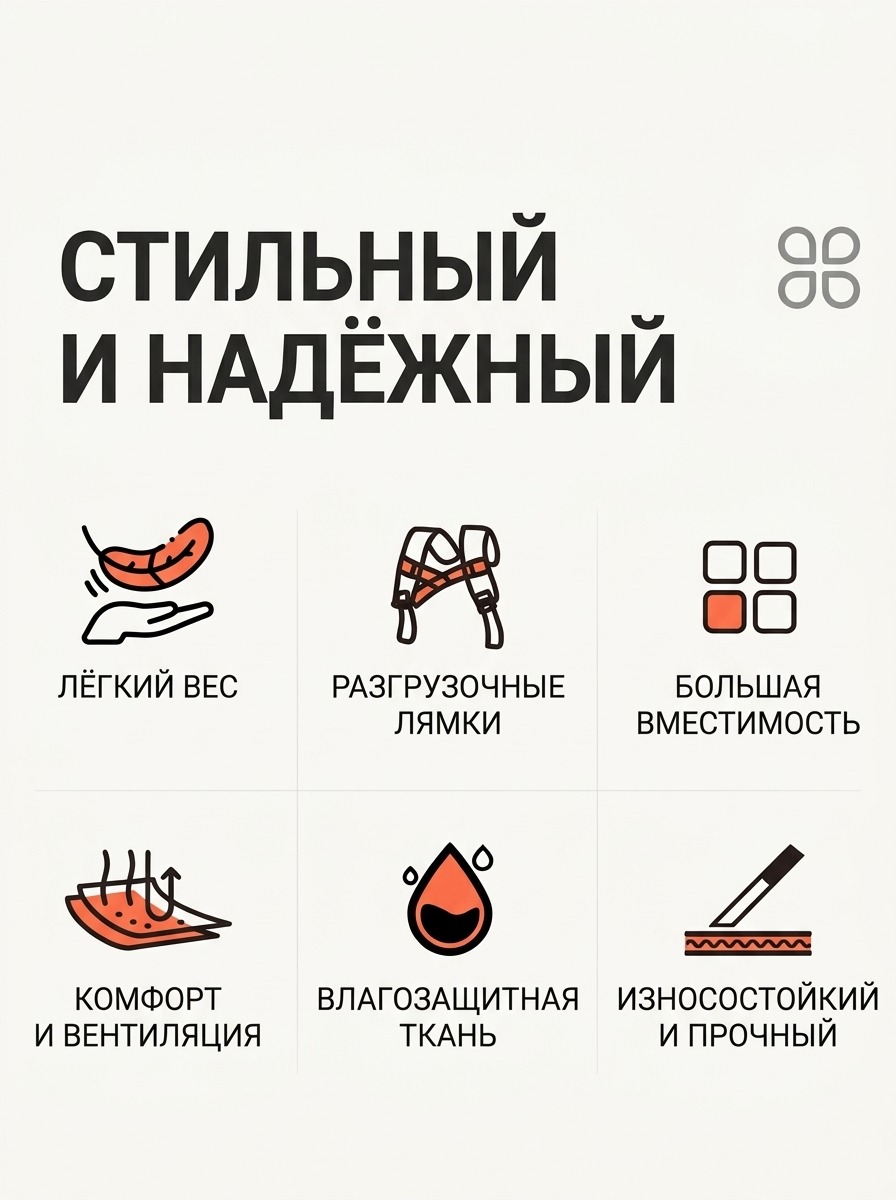 СТИЛЬНЫЙ
И НАДЁЖНЫЙ
ЛЁГКИЙ ВЕС
РАЗГРУЗОЧНЫЕ
ЛЯМКИ
БОЛЬШАЯ
ВМЕСТИМОСТЬ
КОМФОРТ
И ВЕНТИЛЯЦИЯ
ВЛАГОЗАЩИТНАЯ
ТКАНЬ
ИЗНОСОСТОЙКИЙ
И ПРОЧНЫЙ